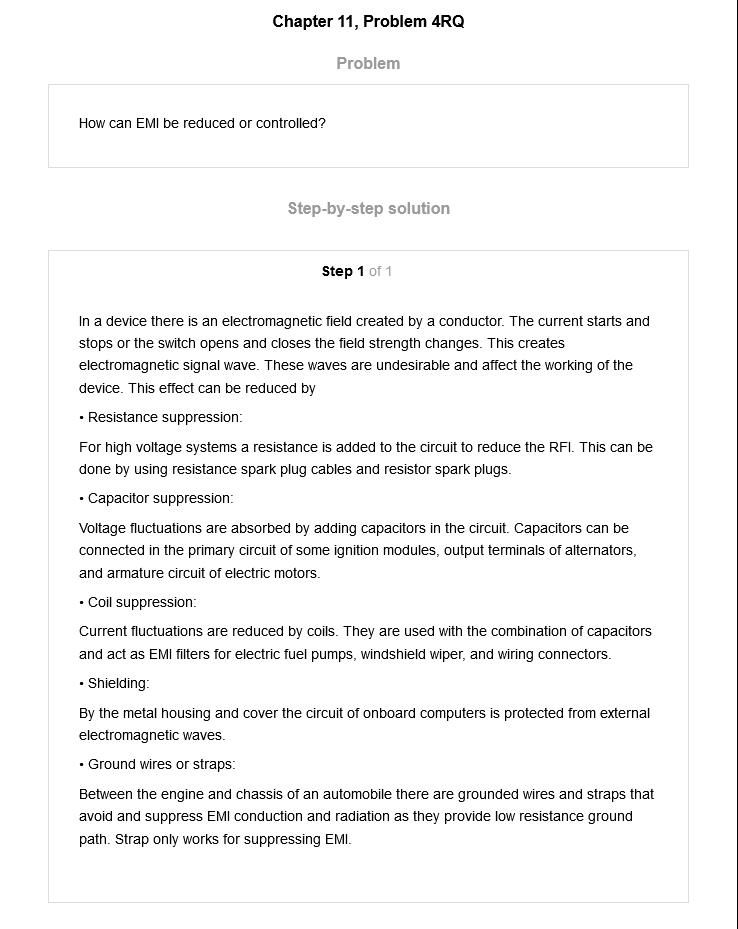 Chapter 11, Problem 4RQ
Problem
How can EMI be reduced or controlled?
Step-by-step solution
Step 1 of 1
In a device there is an electromagnetic field created by a conductor. The current starts and
stops or the switch opens and closes the field strength changes. This creates
electromagnetic signal wave. These waves are undesirable and affect the working of the
device. This effect can be reduced by
• Resistance suppression:
For high voltage systems a resistance is added to the circuit to reduce the RFI. This can be
done by using resistance spark plug cables and resistor spark plugs.
• Capacitor suppression:
Voltage fluctuations are absorbed by adding capacitors in the circuit. Capacitors can be
connected in the primary circuit of some ignition modules, output terminals of alternators,
and armature circuit of electric motors.
• Coil suppression:
Current fluctuations are reduced by coils. They are used with the combination of capacitors
and act as EMI filters for electric fuel pumps, windshield wiper, and wiring connectors.
• Shielding:
By the metal housing and cover the circuit of onboard computers is protected from external
electromagnetic waves.
• Ground wires or straps:
Between the engine and chassis of an automobile there are grounded wires and straps that
avoid and suppress EMI conduction and radiation as they provide low resistance ground
path. Strap only works for suppressing EMI.